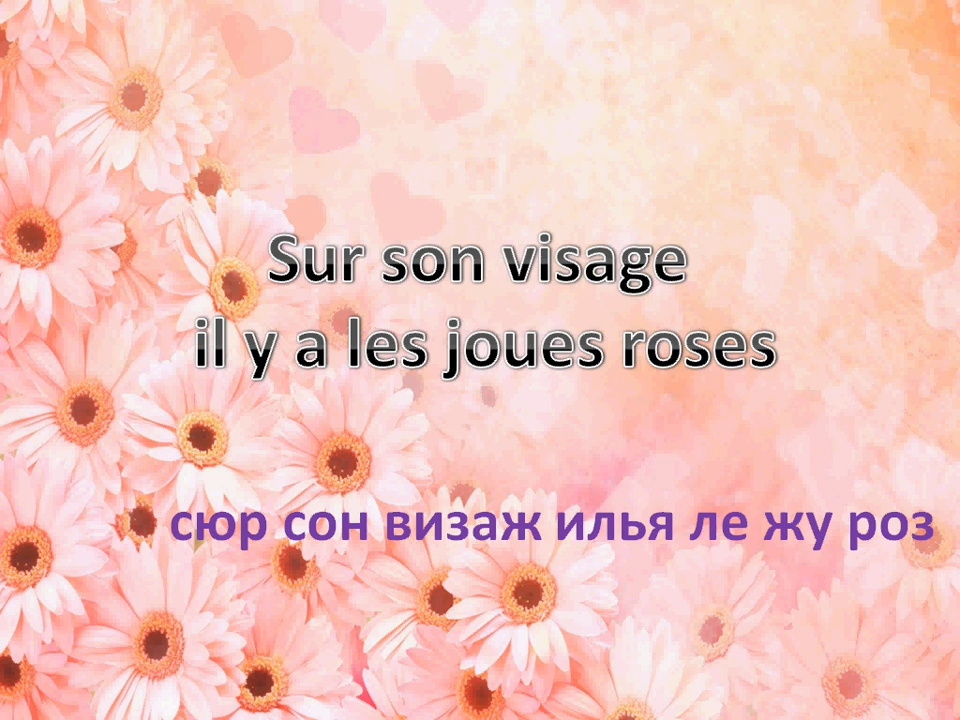 Sur son visage
il y a les joues roses
сюр сон визаж илья ле жу роз